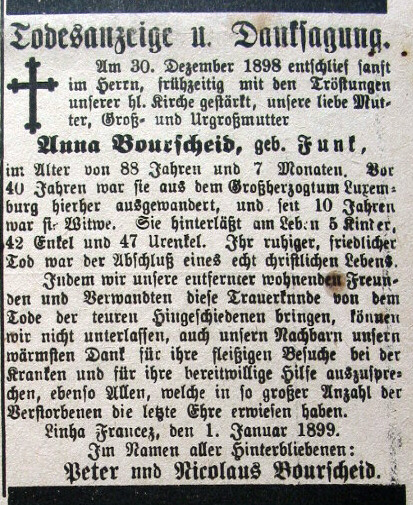 Todesanzeige u. Danksagung.
Am 30. Dezember 1898 entschlief sanft
im Herrn, frühzeitig mit den Tröstungen
unserer hl. Kirche gestärkt, unsere liebe Mut-
ter, Groß- und Urgroßmutter
Anna Bourscheid, geb. Funk,
im Alter von 88 Jahren und 7 Monaten. Vor
40 Jahren war sie aus dem Großherzogtum Luxem-
burg hierher ausgewandert, und seit 10 Jahren
war sie Witwe. Sie hinterläßt am Leben 5 Kinder,
42 Enkel und 47 Urenkel. Ihr ruhiger, friedlicher
Tod war der Abschluß eines echt christlichen Lebens.
Indem wir unsere entfernter wohnenden Freun-
den und Verwandten diese Trauerkunde von dem
Tode der teuren Hingeschiedenen bringen, können
wir nicht unterlassen, auch unsern Nachbarn unsern
wärmsten Dank für ihre fleißigen Besuche bei der
Kranken und für ihre bereitwillige Hilfe auszuspre-
chen, ebenso Allen, welche in so großer Anzahl der
Verstorbenen die letzte Ehre erwiesen haben.
Linha Francez, den 1. Januar 1899.
Im Namen aller Hinterbliebenen:
Peter und Nicolaus Bourscheid.